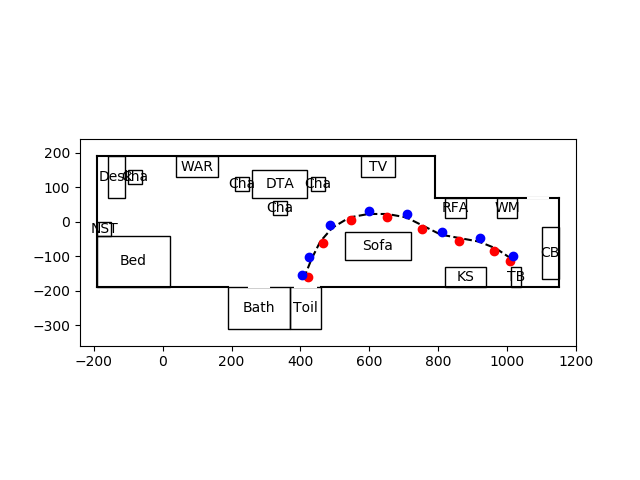 200
100
0
−100
−200
−300
−200
0
200
400
600
800
1000
1200
Desk
Cha
WAR
Cha
DTA
Cha
Cha
TV
RFA
WM
NST
Bed
Sofa
CB
KS
TB
Bath
Toil